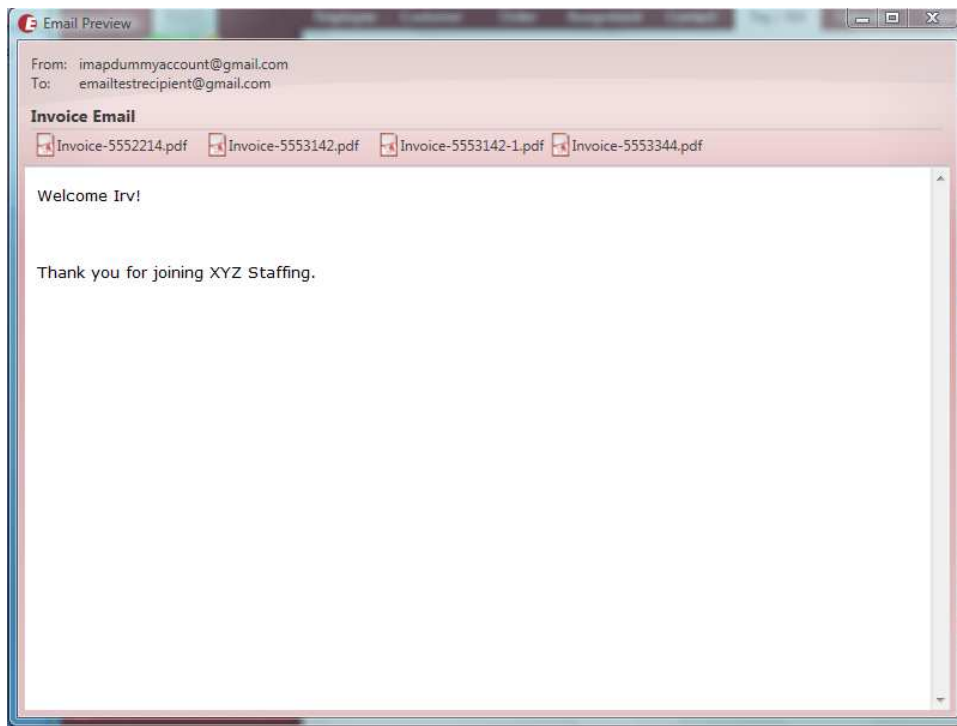 Email Preview
From: imapdummyaccount@gmail.com
To: emailtestrecipient@gmail.com
Invoice Email
Invoice-5552214.pdf Invoice-5553142.pdf Invoice-5553142-1.pdf Invoice-5553344.pdf
Welcome Irv!
Thank you for joining XYZ Staffing.